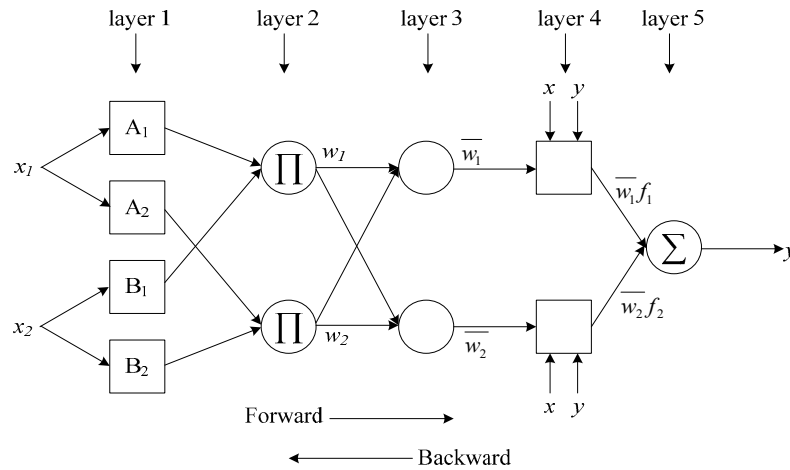 layer 1 layer 2 layer 3 layer 4 layer 5
x y
A₁
x₁
∏ w₁ w̅₁
A₂
w̅₁f₁
∑ y
B₁
w̅₂f₂
x₂
∏ w₂ w̅₂
B₂
x y
Forward
Backward